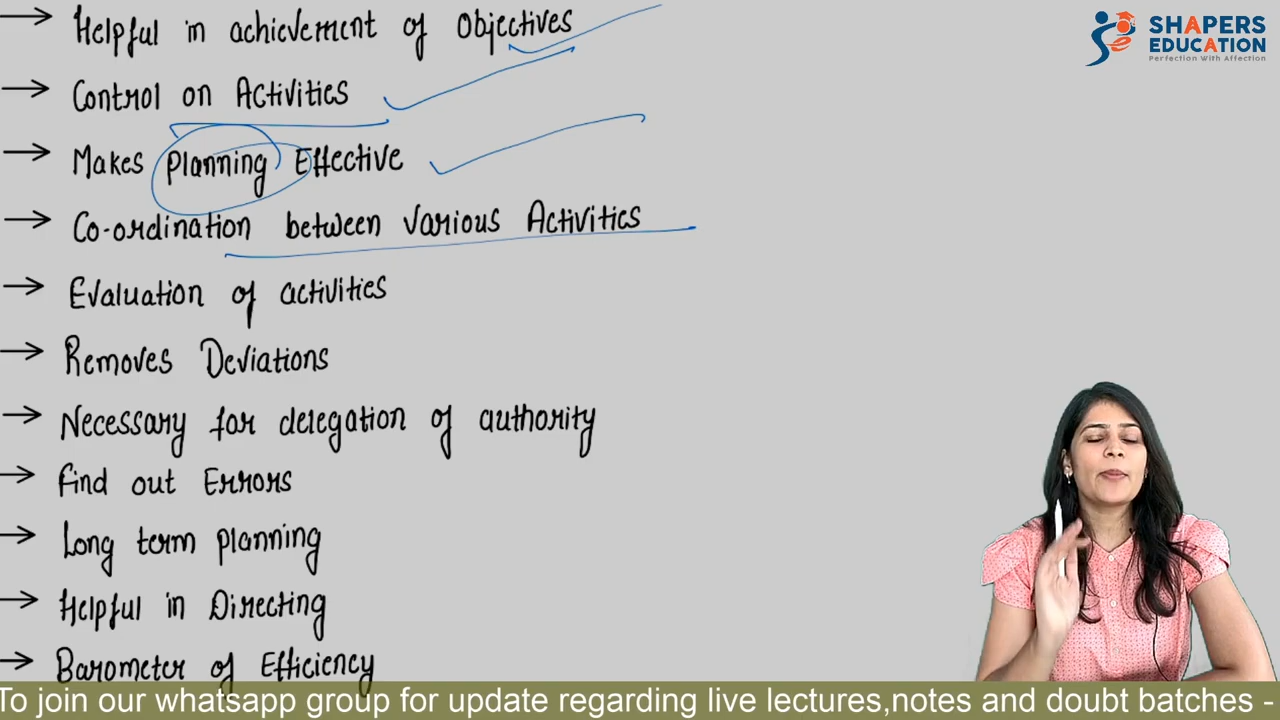 → Helpful in achievement of Objectives
→ Control on Activities
→ Makes Planning Effective
→ Co-ordination between Various Activities
→ Evaluation of activities
→ Removes Deviations
→ Necessary for delegation of authority
→ Find out Errors
→ Long term planning
→ Helpful in Directing
→ Barometer of Efficiency
SHAPERS
EDUCATION
Perfection With Affection
To join our whatsapp group for update regarding live lectures,notes and doubt batches -